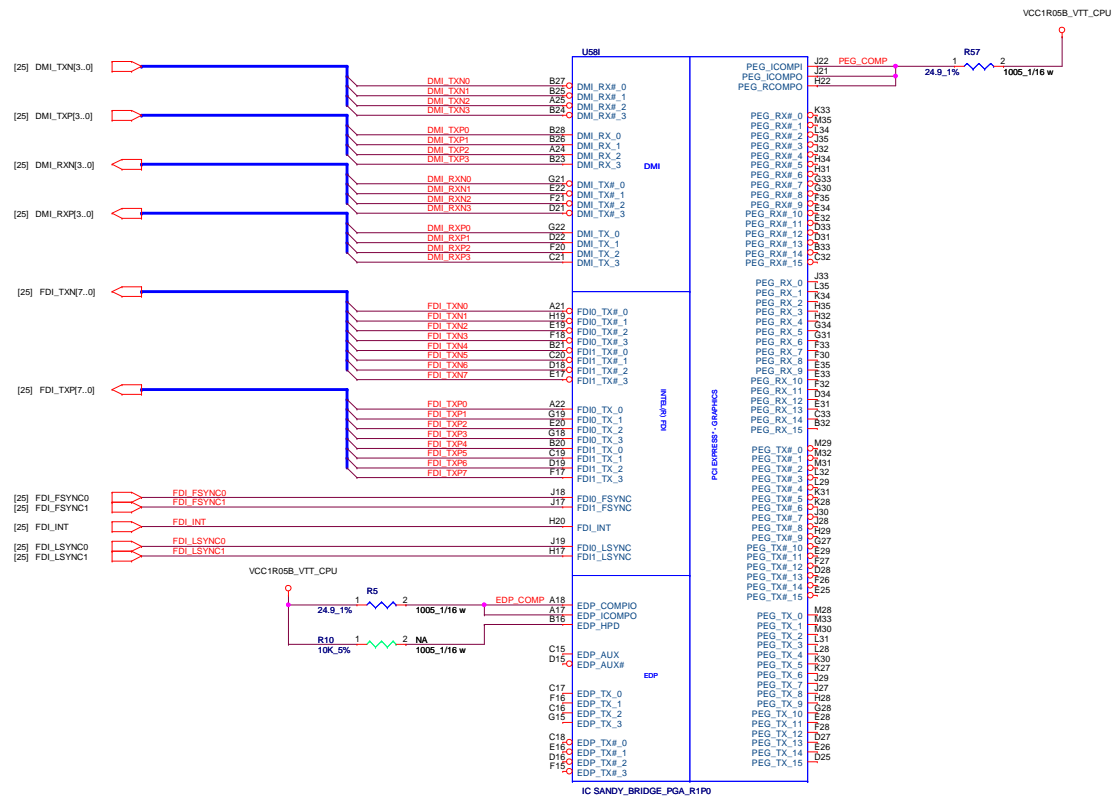 VCC1R05B_VTT_CPU
U58I
R57
1 2
24.9_1% 1005_1/16 w
PEG_COMP
J22 PEG_ICOMPI
J21 PEG_ICOMPO
H22 PEG_RCOMPO
[25] DMI_TXN[3..0]
[25] DMI_TXP[3..0]
[25] DMI_RXN[3..0]
[25] DMI_RXP[3..0]
DMI_TXN0 B27 DMI_RX#_0
DMI_TXN1 B25 DMI_RX#_1
DMI_TXN2 A25 DMI_RX#_2
DMI_TXN3 B24 DMI_RX#_3
DMI_TXP0 B28 DMI_RX_0
DMI_TXP1 B26 DMI_RX_1
DMI_TXP2 A24 DMI_RX_2
DMI_TXP3 B23 DMI_RX_3
DMI
DMI_RXN0 G21 DMI_TX#_0
DMI_RXN1 E22 DMI_TX#_1
DMI_RXN2 F21 DMI_TX#_2
DMI_RXN3 D21 DMI_TX#_3
DMI_RXP0 G22 DMI_TX_0
DMI_RXP1 D22 DMI_TX_1
DMI_RXP2 F20 DMI_TX_2
DMI_RXP3 C21 DMI_TX_3
[25] FDI_TXN[7..0]
[25] FDI_TXP[7..0]
FDI_TXN0 A21 FDI0_TX#_0
FDI_TXN1 H19 FDI0_TX#_1
FDI_TXN2 E19 FDI0_TX#_2
FDI_TXN3 F18 FDI0_TX#_3
FDI_TXN4 B21 FDI1_TX#_0
FDI_TXN5 C20 FDI1_TX#_1
FDI_TXN6 D18 FDI1_TX#_2
FDI_TXN7 E17 FDI1_TX#_3
FDI_TXP0 A22 FDI0_TX_0
FDI_TXP1 G19 FDI0_TX_1
FDI_TXP2 E20 FDI0_TX_2
FDI_TXP3 G18 FDI0_TX_3
FDI_TXP4 B20 FDI1_TX_0
FDI_TXP5 C19 FDI1_TX_1
FDI_TXP6 D19 FDI1_TX_2
FDI_TXP7 F17 FDI1_TX_3
INTEL(R) FDI
[25] FDI_FSYNC0 FDI_FSYNC0 J18 FDI0_FSYNC
[25] FDI_FSYNC1 FDI_FSYNC1 J17 FDI1_FSYNC
[25] FDI_INT FDI_INT H20 FDI_INT
[25] FDI_LSYNC0 FDI_LSYNC0 J19 FDI0_LSYNC
[25] FDI_LSYNC1 FDI_LSYNC1 H17 FDI1_LSYNC
VCC1R05B_VTT_CPU
R5
1 2
24.9_1% 1005_1/16 w
R10 1 2 NA
10K_5% 1005_1/16 w
EDP_COMP A18 EDP_COMPIO
A17 EDP_ICOMPO
B16 EDP_HPD
C15 EDP_AUX
D15 EDP_AUX#
EDP
C17 EDP_TX_0
F16 EDP_TX_1
C16 EDP_TX_2
G15 EDP_TX_3
C18 EDP_TX#_0
E16 EDP_TX#_1
D16 EDP_TX#_2
F15 EDP_TX#_3
PCI EXPRESS* - GRAPHICS
PEG_RX#_0 K33
PEG_RX#_1 M35
PEG_RX#_2 L34
PEG_RX#_3 J35
PEG_RX#_4 J32
PEG_RX#_5 H34
PEG_RX#_6 H31
PEG_RX#_7 G33
PEG_RX#_8 G30
PEG_RX#_9 F35
PEG_RX#_10 E34
PEG_RX#_11 E32
PEG_RX#_12 D33
PEG_RX#_13 D31
PEG_RX#_14 B33
PEG_RX#_15 C32
PEG_RX_0 J33
PEG_RX_1 L35
PEG_RX_2 K34
PEG_RX_3 H35
PEG_RX_4 H32
PEG_RX_5 G34
PEG_RX_6 G31
PEG_RX_7 F33
PEG_RX_8 F30
PEG_RX_9 E35
PEG_RX_10 E33
PEG_RX_11 F32
PEG_RX_12 D34
PEG_RX_13 E31
PEG_RX_14 C33
PEG_RX_15 B32
PEG_TX#_0 M29
PEG_TX#_1 M32
PEG_TX#_2 M31
PEG_TX#_3 L32
PEG_TX#_4 L29
PEG_TX#_5 K31
PEG_TX#_6 K28
PEG_TX#_7 J30
PEG_TX#_8 J28
PEG_TX#_9 H29
PEG_TX#_10 G27
PEG_TX#_11 E29
PEG_TX#_12 F27
PEG_TX#_13 D28
PEG_TX#_14 F26
PEG_TX#_15 E25
PEG_TX_0 M28
PEG_TX_1 M33
PEG_TX_2 M30
PEG_TX_3 L31
PEG_TX_4 L28
PEG_TX_5 K30
PEG_TX_6 K27
PEG_TX_7 J29
PEG_TX_8 J27
PEG_TX_9 H28
PEG_TX_10 G28
PEG_TX_11 E28
PEG_TX_12 F28
PEG_TX_13 D27
PEG_TX_14 E26
PEG_TX_15 D25
IC SANDY_BRIDGE_PGA_R1P0